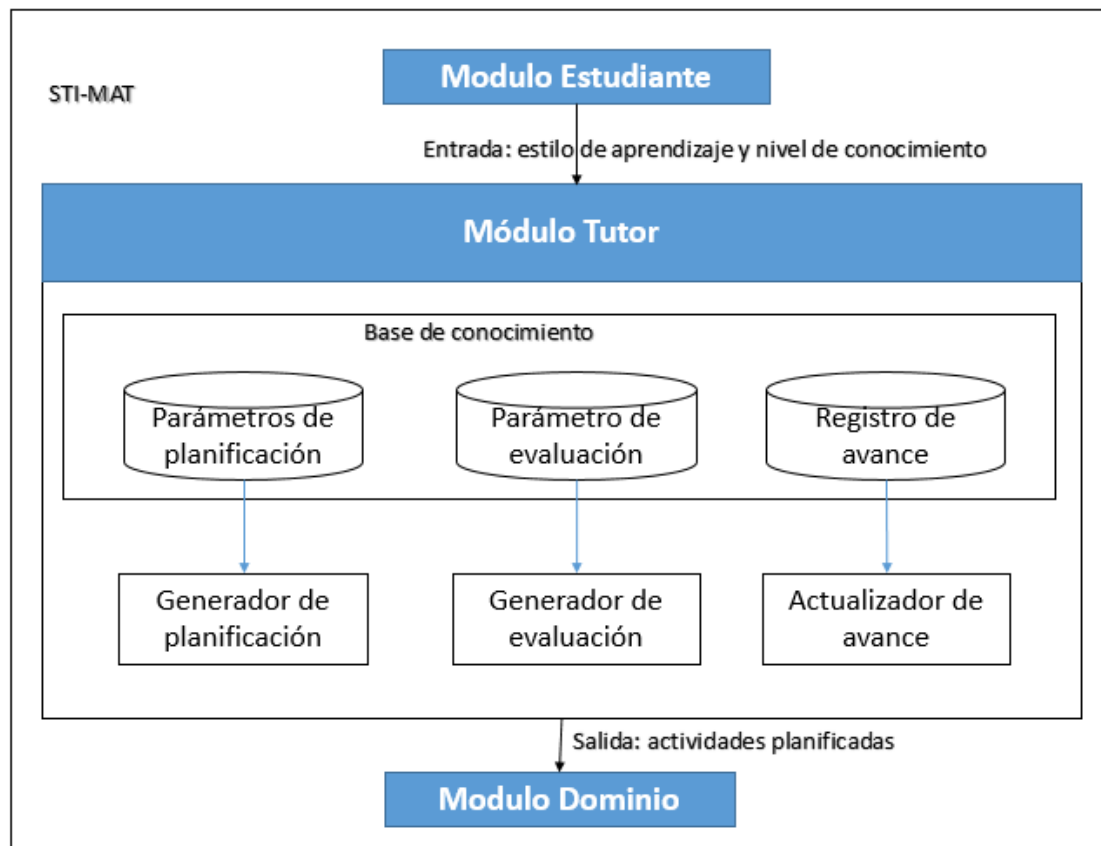 Modulo Estudiante
STI-MAT
Entrada: estilo de aprendizaje y nivel de conocimiento
Módulo Tutor
Base de conocimiento
Parámetros de
planificación
Parámetro de
evaluación
Registro de
avance
Generador de
planificación
Generador de
evaluación
Actualizador de
avance
Salida: actividades planificadas
Modulo Dominio